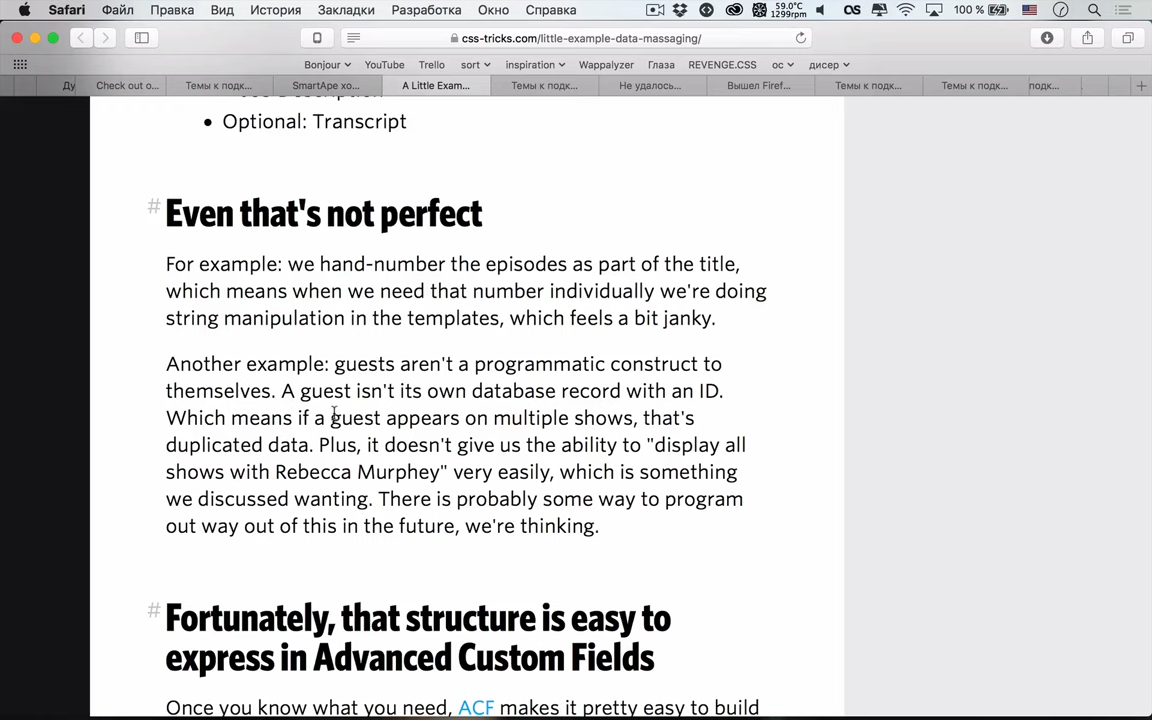 Safari Файл Правка Вид История Закладки Разработка Окно Справка 59.0°C 1299rpm 100 %
css-tricks.com/little-example-data-massaging/
Bonjour YouTube Trello sort inspiration Wappalyzer Глаза REVENGE.CSS ос дисер
Ду Check out o... Темы к подк... SmartApe хо... A Little Exam... Темы к подк... Не удалось... Вышел Firef... Темы к подк... Темы к подк... подк...
Optional: Transcript
# Even that's not perfect
For example: we hand-number the episodes as part of the title,
which means when we need that number individually we're doing
string manipulation in the templates, which feels a bit janky.
Another example: guests aren't a programmatic construct to
themselves. A guest isn't its own database record with an ID.
Which means if a guest appears on multiple shows, that's
duplicated data. Plus, it doesn't give us the ability to "display all
shows with Rebecca Murphey" very easily, which is something
we discussed wanting. There is probably some way to program
out way out of this in the future, we're thinking.
# Fortunately, that structure is easy to
express in Advanced Custom Fields
Once you know what you need, ACF makes it pretty easy to build